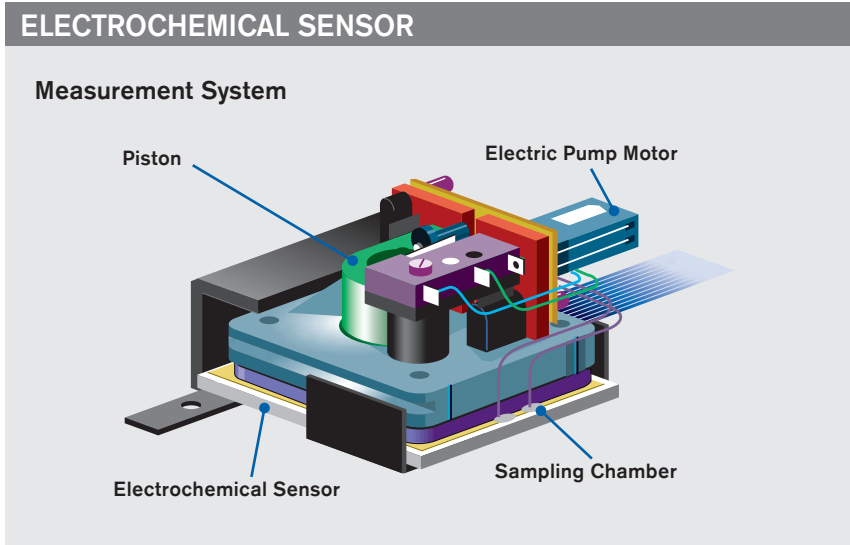 ELECTROCHEMICAL SENSOR
Measurement System
Piston
Electric Pump Motor
Electrochemical Sensor
Sampling Chamber